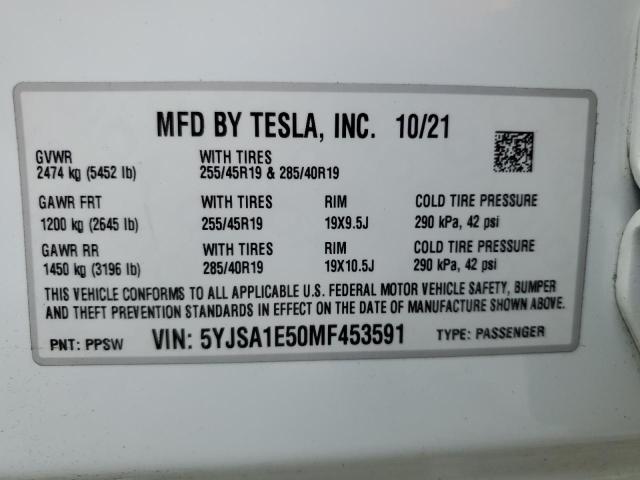 MFD BY TESLA, INC. 10/21
GVWR WITH TIRES
2474 kg (5452 lb) 255/45R19 & 285/40R19
GAWR FRT WITH TIRES RIM COLD TIRE PRESSURE
1200 kg (2645 lb) 255/45R19 19X9.5J 290 kPa, 42 psi
GAWR RR WITH TIRES RIM COLD TIRE PRESSURE
1450 kg (3196 lb) 285/40R19 19X10.5J 290 kPa, 42 psi
THIS VEHICLE CONFORMS TO ALL APPLICABLE U.S. FEDERAL MOTOR VEHICLE SAFETY, BUMPER
AND THEFT PREVENTION STANDARDS IN EFFECT ON THE DATE OF MANUFACTURE SHOWN ABOVE.
PNT: PPSW VIN: 5YJSA1E50MF453591 TYPE: PASSENGER